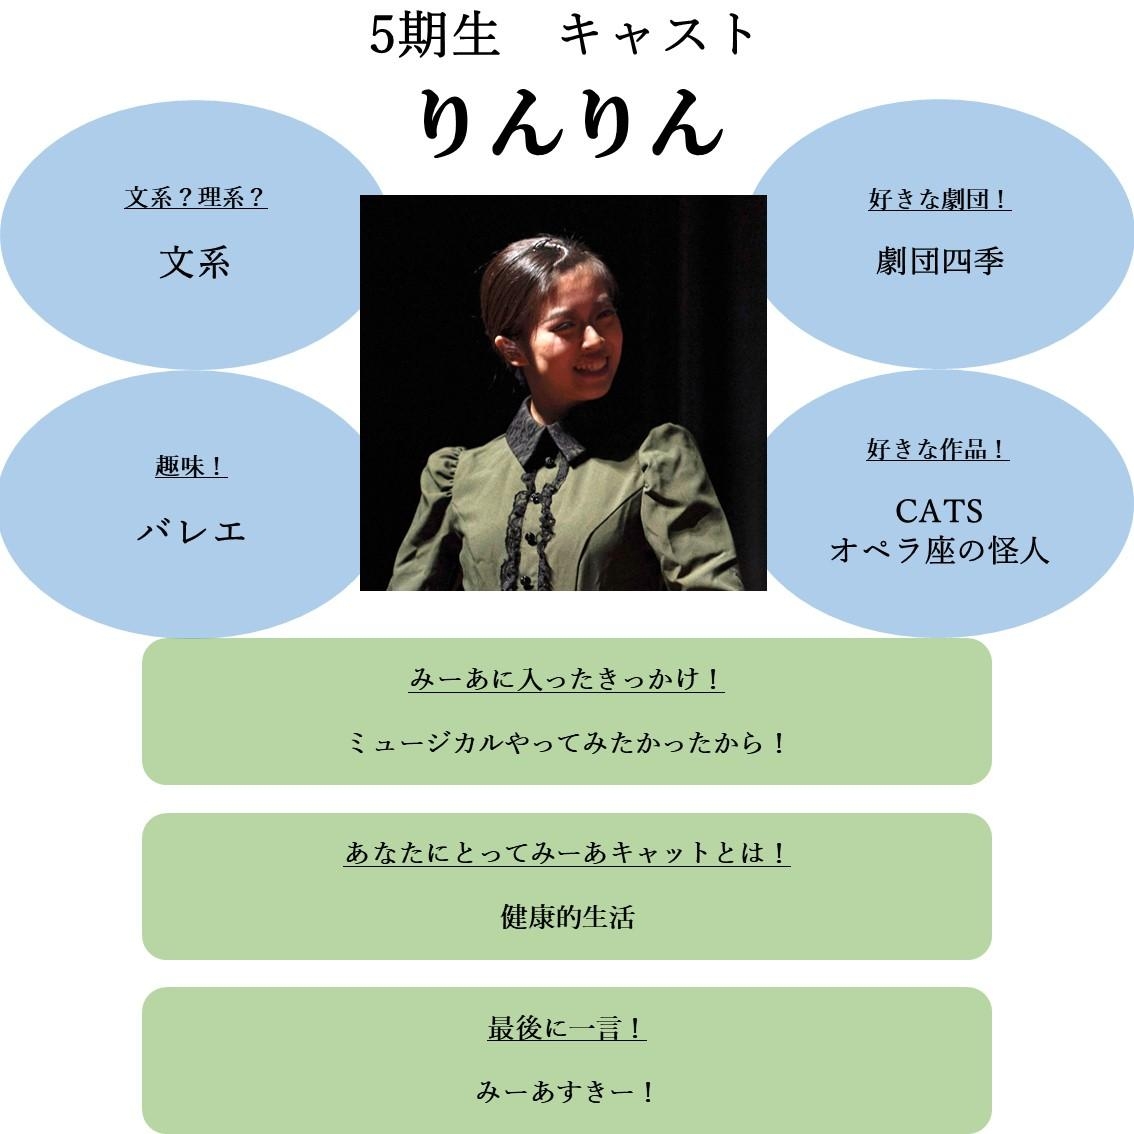 5期生　キャスト
りんりん
文系？理系？
文系
好きな劇団！
劇団四季
趣味！
バレエ
好きな作品！
CATS
オペラ座の怪人
みーあに入ったきっかけ！
ミュージカルやってみたかったから！
あなたにとってみーあキャットとは！
健康的生活
最後に一言！
みーあすきー！